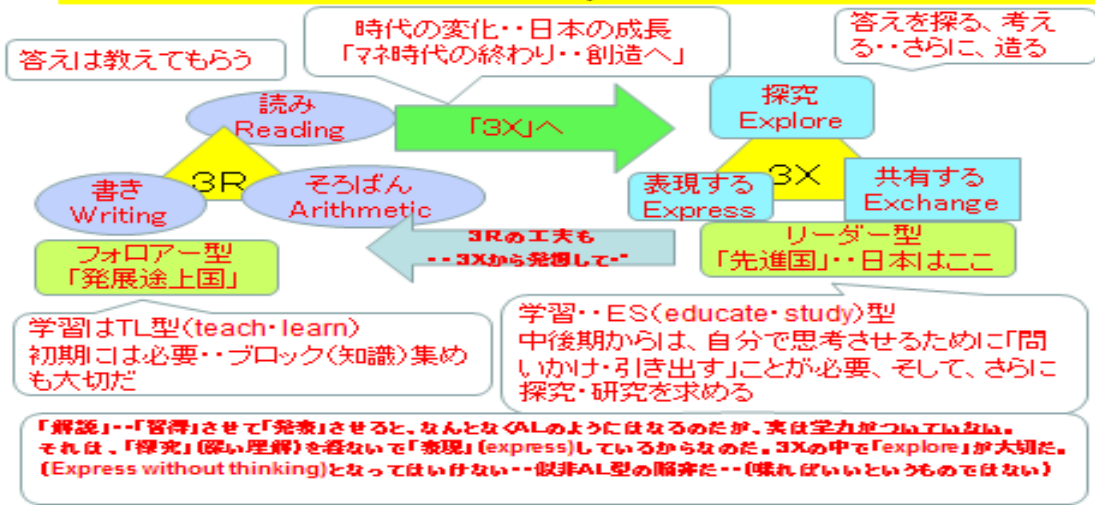 時代の変化‥日本の成長
「マネ時代の終わり‥創造へ」
答えを探る、考え
る‥さらに、造る
答えは教えてもらう
読み
Reading
「3X」へ
探究
Explore
3R
3X
書き
Writing
そろばん
Arithmetic
表現する
Express
共有する
Exchange
3Rの工夫も
‥3Xから発想して‥
フォロアー型
「発展途上国」
リーダー型
「先進国」‥日本はここ
学習はTL型(teach・learn)
初期には必要‥ブロック(知識)集め
も大切だ
学習‥ES(educate・study)型
中後期からは、自分で思考させるために「問
いかけ・引き出す」ことが必要、そして、さらに
探究・研究を求める
「解説」‥「習得」させて「発表」させると、なんとなくALのようにはなるのだが、実は学力がついていない。
それは、「探究」(深い理解)を経ないで「表現」(express)しているからなのだ。3Xの中で「explore」が大切だ。
(Express without thinking)となってはいけない‥似非AL型の陥穽だ‥(喋ればいいというものではない)